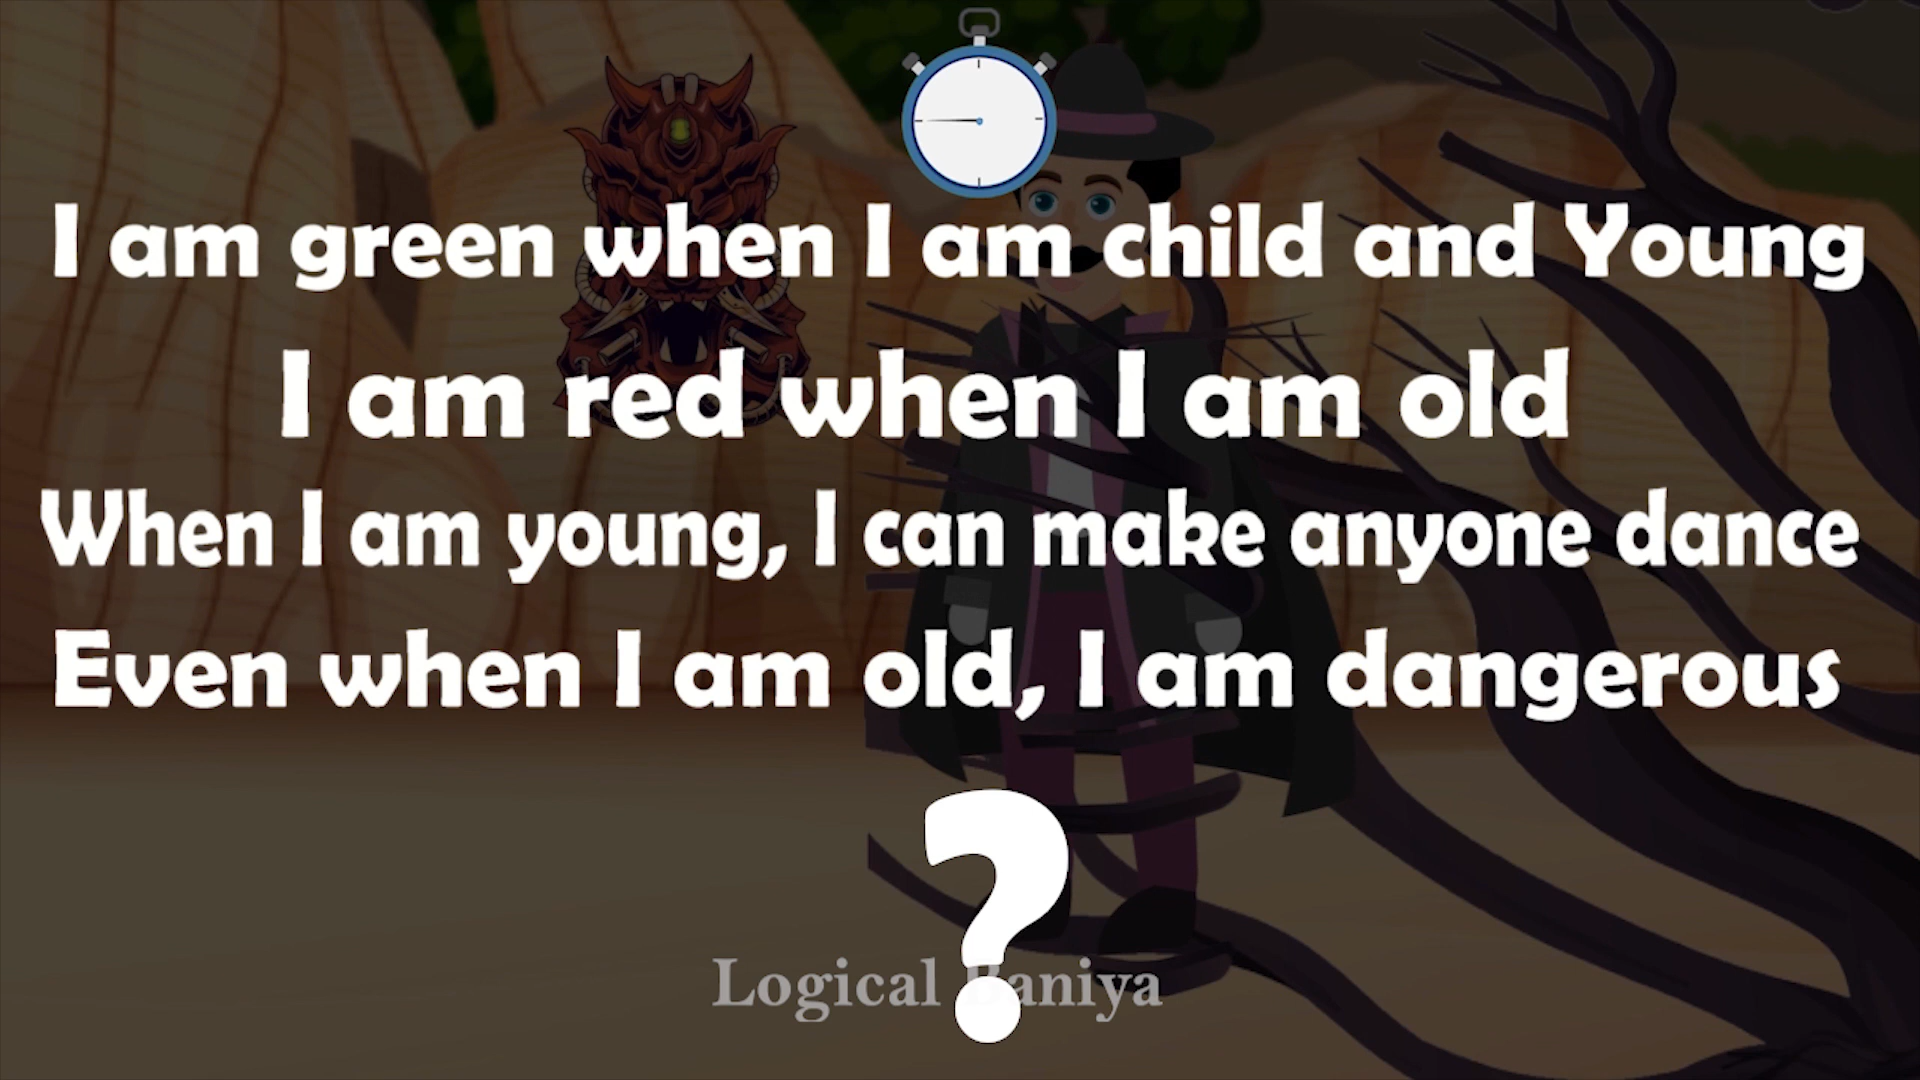 I am green when I am child and Young
I am red when I am old
When I am young, I can make anyone dance
Even when I am old, I am dangerous
?
Logical Baniya